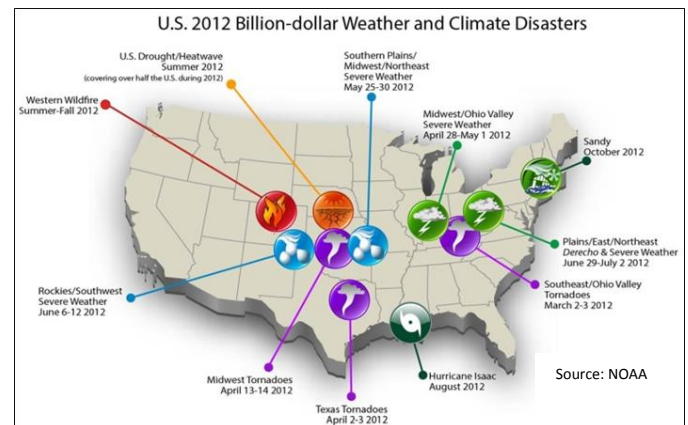 U.S. 2012 Billion-dollar Weather and Climate Disasters
U.S. Drought/Heatwave
Summer 2012
(covering over half the U.S. during 2012)
Southern Plains/
Midwest/Northeast
Severe Weather
May 25-30 2012
Western Wildfire
Summer-Fall 2012
Midwest/Ohio Valley
Severe Weather
April 28-May 1 2012
Sandy
October 2012
Plains/East/Northeast
Derecho & Severe Weather
June 29-July 2 2012
Rockies/Southwest
Severe Weather
June 6-12 2012
Southeast/Ohio Valley
Tornadoes
March 2-3 2012
Midwest Tornadoes
April 13-14 2012
Texas Tornadoes
April 2-3 2012
Hurricane Isaac
August 2012
Source: NOAA